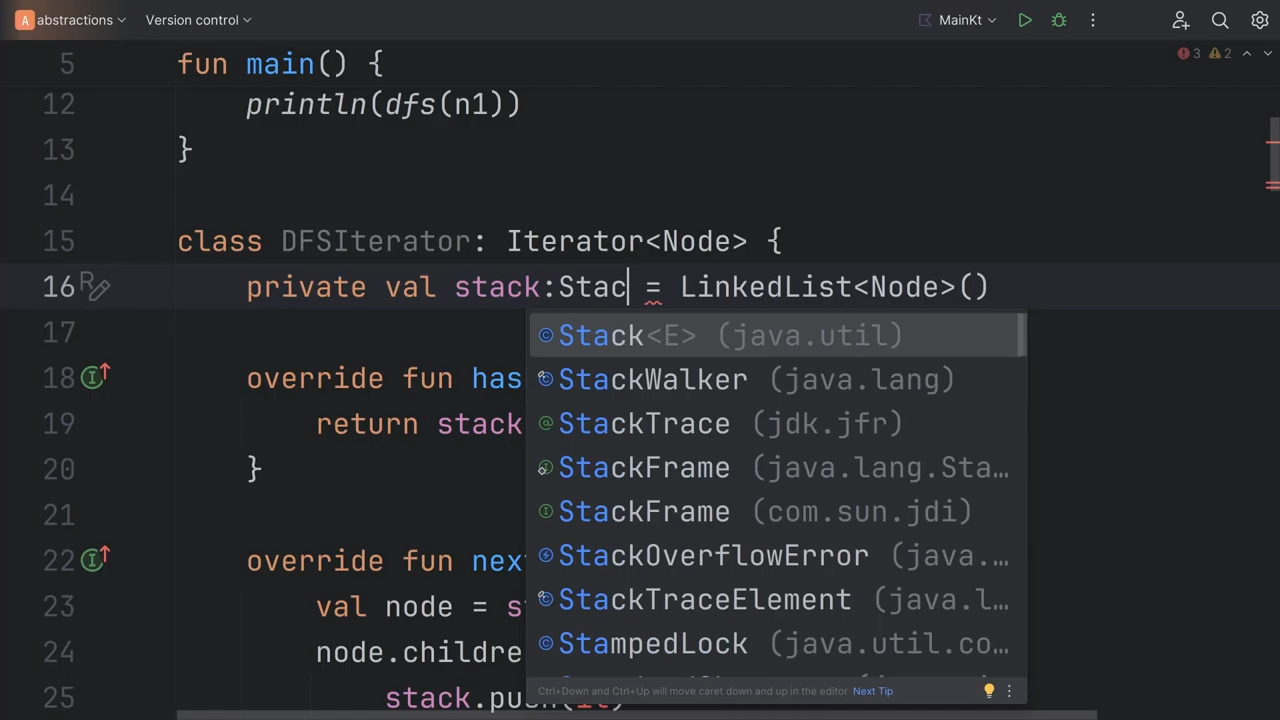 A abstractions Version control MainKt
3 2
5 fun main() {
12 println(dfs(n1))
13 }
14
15 class DFSIterator: Iterator<Node> {
16 private val stack:Stac = LinkedList<Node>()
17 Stack<E> (java.util)
18 override fun has StackWalker (java.lang)
19 return stack StackTrace (jdk.jfr)
20 } StackFrame (java.lang.Sta…
21 StackFrame (com.sun.jdi)
22 override fun nex StackOverflowError (java.…
23 val node = s StackTraceElement (java.l…
24 node.childre StampedLock (java.util.co…
Ctrl+Down and Ctrl+Up will move caret down and up in the editor Next Tip
25 stack.push(it)